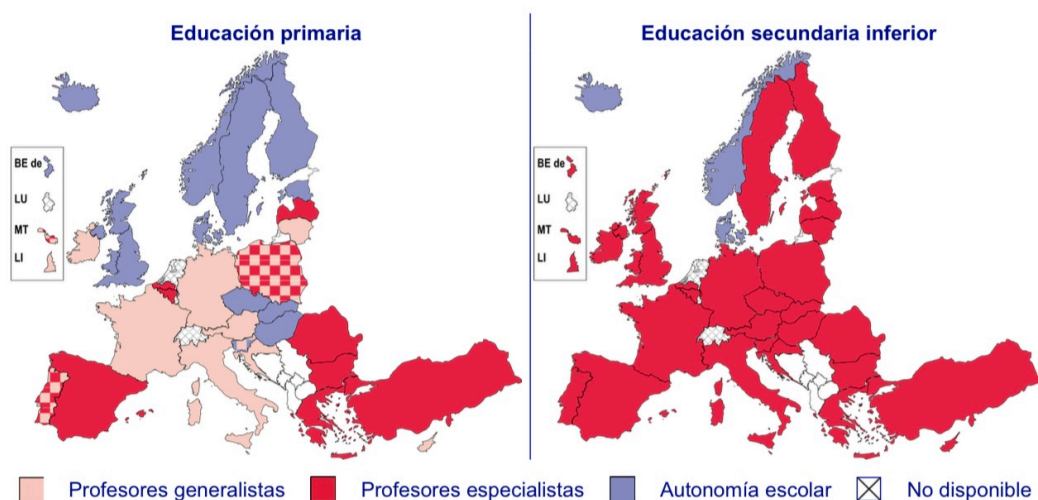 Educación primaria
BE de
LU
MT
LI
Educación secundaria inferior
BE de
LU
MT
LI
Profesores generalistas
Profesores especialistas
Autonomía escolar
No disponible